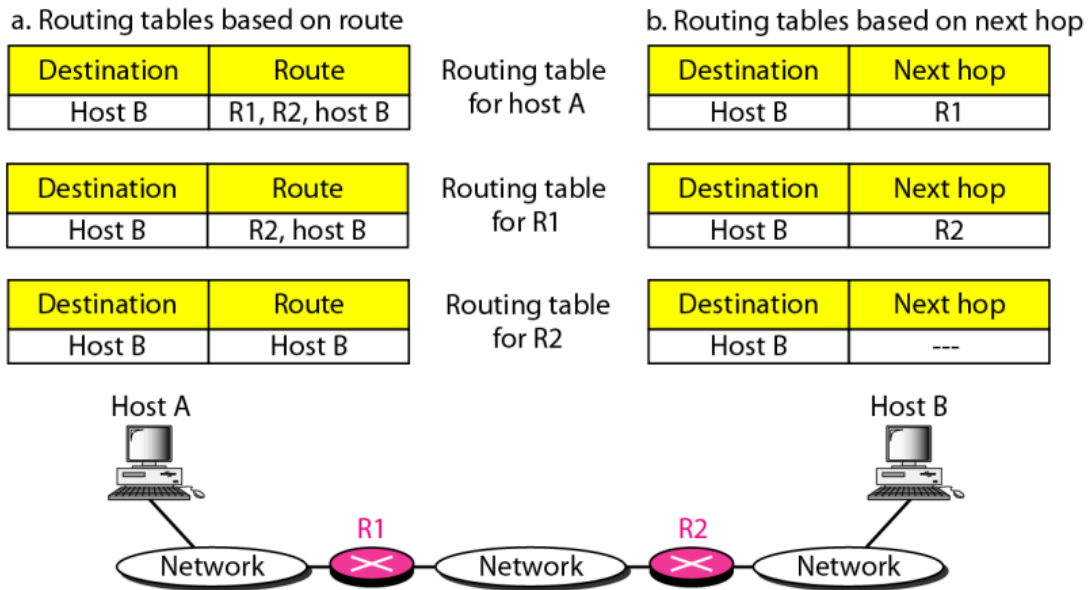 a. Routing tables based on route
b. Routing tables based on next hop
Destination Route
Host B R1, R2, host B
Routing table
for host A
Destination Next hop
Host B R1
Destination Route
Host B R2, host B
Routing table
for R1
Destination Next hop
Host B R2
Destination Route
Host B Host B
Routing table
for R2
Destination Next hop
Host B ---
Host A
Host B
R1
R2
Network
Network
Network